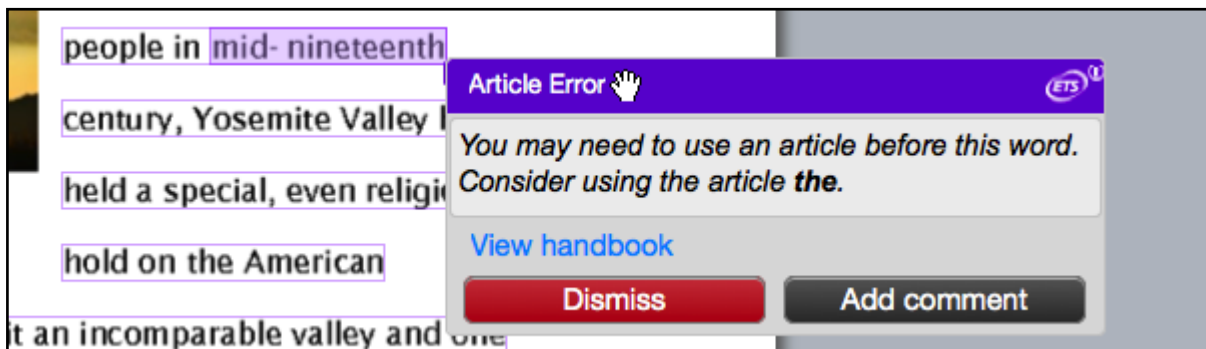 people in mid- nineteenth
Article Error
ETS
century, Yosemite Valley
You may need to use an article before this word.
Consider using the article the.
held a special, even
View handbook
hold on the American
Dismiss
Add comment
it an incomparable valley and one